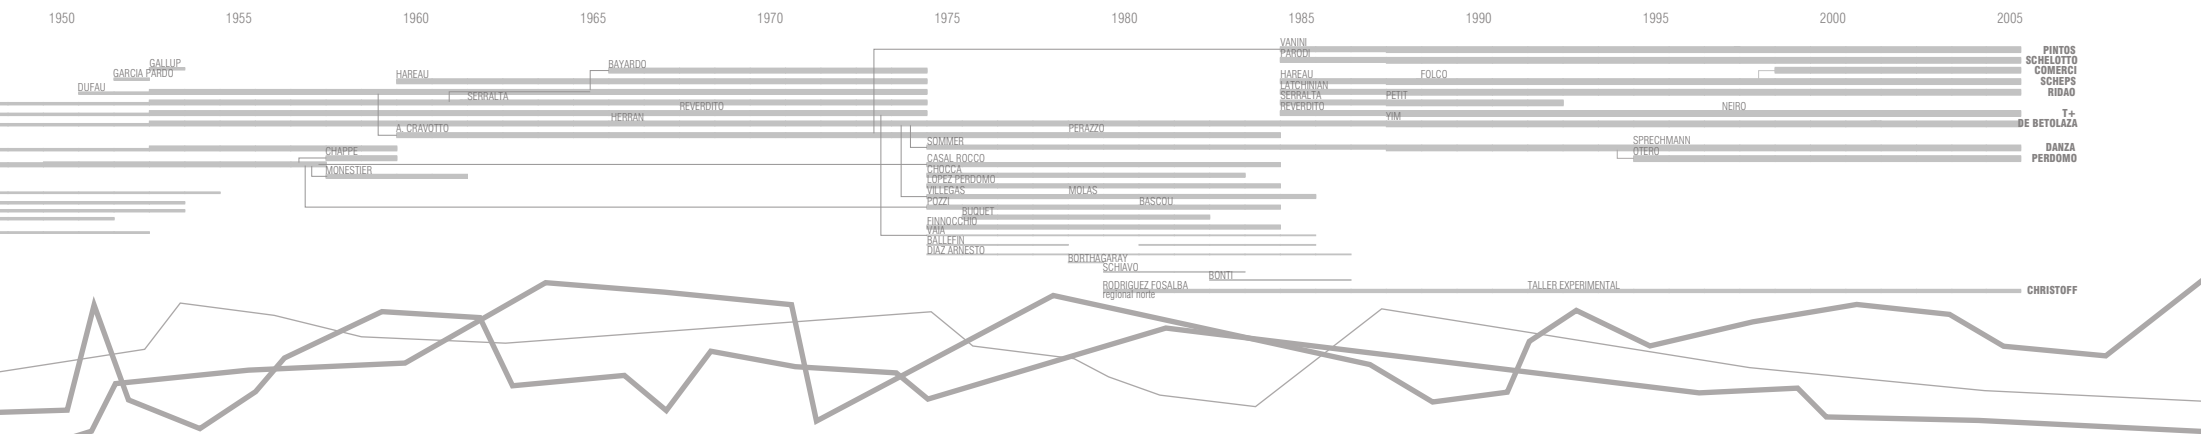 1950 1955 1960 1965 1970 1975 1980 1985 1990 1995 2000 2005
VANINI
PINTOS
PARODI
SCHELOTTO
GALLUP
BAYARDO
COMERCI
GARCIA PARDO
HAREAU
HAREAU
FOLCO
SCHEPS
DUFAU
LATCHINIAN
RIDAO
SERRALTA
SERRALTA
PETIT
REVERDITO
REVERDITO
NEIRO
T+
HERRAN
YIM
DE BETOLAZA
A. CRAVOTTO
PERAZZO
SOMMER
SPRECHMANN
DANZA
CHAPPE
OTERO
PERDOMO
CASAL ROCCO
MONESTIER
CHOCCA
LOPEZ PERDOMO
VILLEGAS
MOLAS
POZZI
BASCOU
BUQUET
FINNOCCHIO
VAIA
BALLEFIN
DIAZ ARNESTO
BORTHAGARAY
SCHIAVO
BONTI
RODRIGUEZ FOSALBA
TALLER EXPERIMENTAL
CHRISTOFF
regional norte